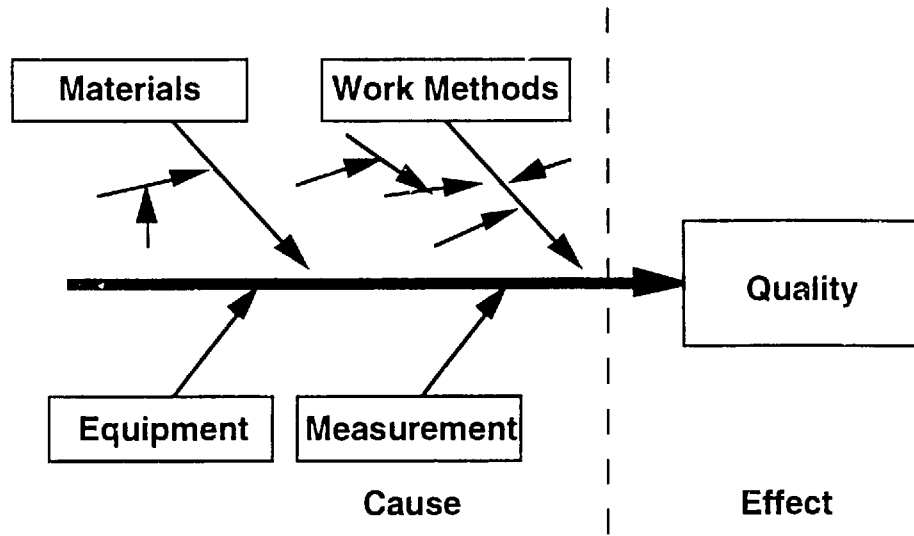 Materials
Work Methods
Quality
Equipment
Measurement
Cause
Effect